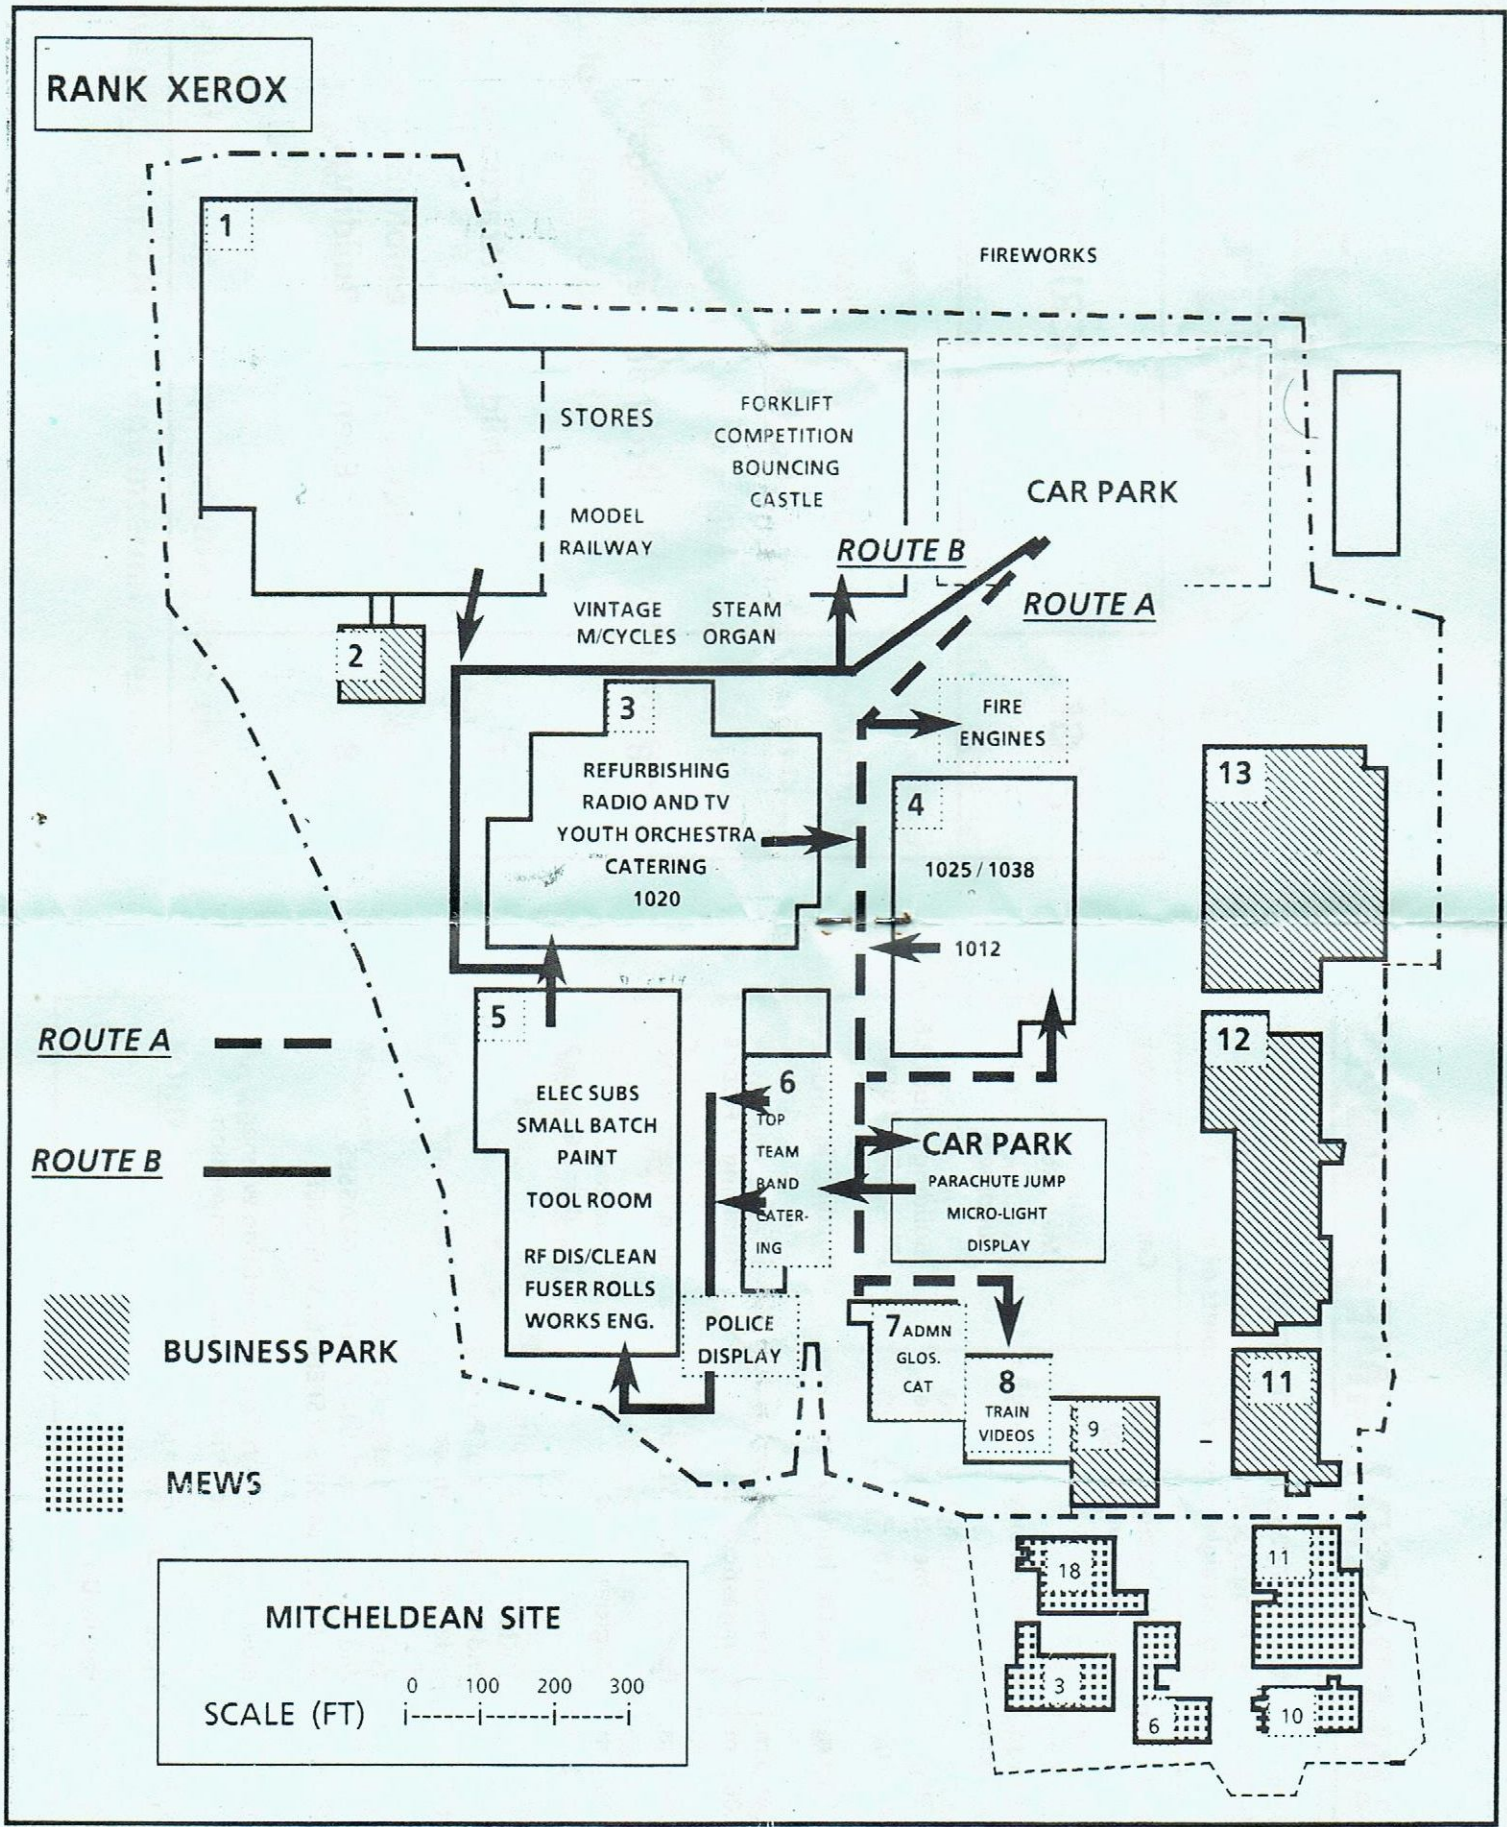 RANK XEROX
1
FIREWORKS
STORES
FORKLIFT
COMPETITION
BOUNCING
CASTLE
CAR PARK
MODEL
RAILWAY
ROUTE B
ROUTE A
VINTAGE STEAM
M/CYCLES ORGAN
2
3
FIRE
ENGINES
REFURBISHING
RADIO AND TV
YOUTH ORCHESTRA
CATERING
1020
4
1025 / 1038
1012
13
5
ELEC SUBS
SMALL BATCH
PAINT
TOOL ROOM
RF DIS/CLEAN
FUSER ROLLS
WORKS ENG.
6
TOP
TEAM
BAND
CATER-
ING
CAR PARK
PARACHUTE JUMP
MICRO-LIGHT
DISPLAY
12
ROUTE A
ROUTE B
BUSINESS PARK
MEWS
POLICE
DISPLAY
7 ADMN
GLOS.
CAT
8
TRAIN
VIDEOS
9
11
18
11
3
6
10
MITCHELDEAN SITE
SCALE (FT)
0 100 200 300